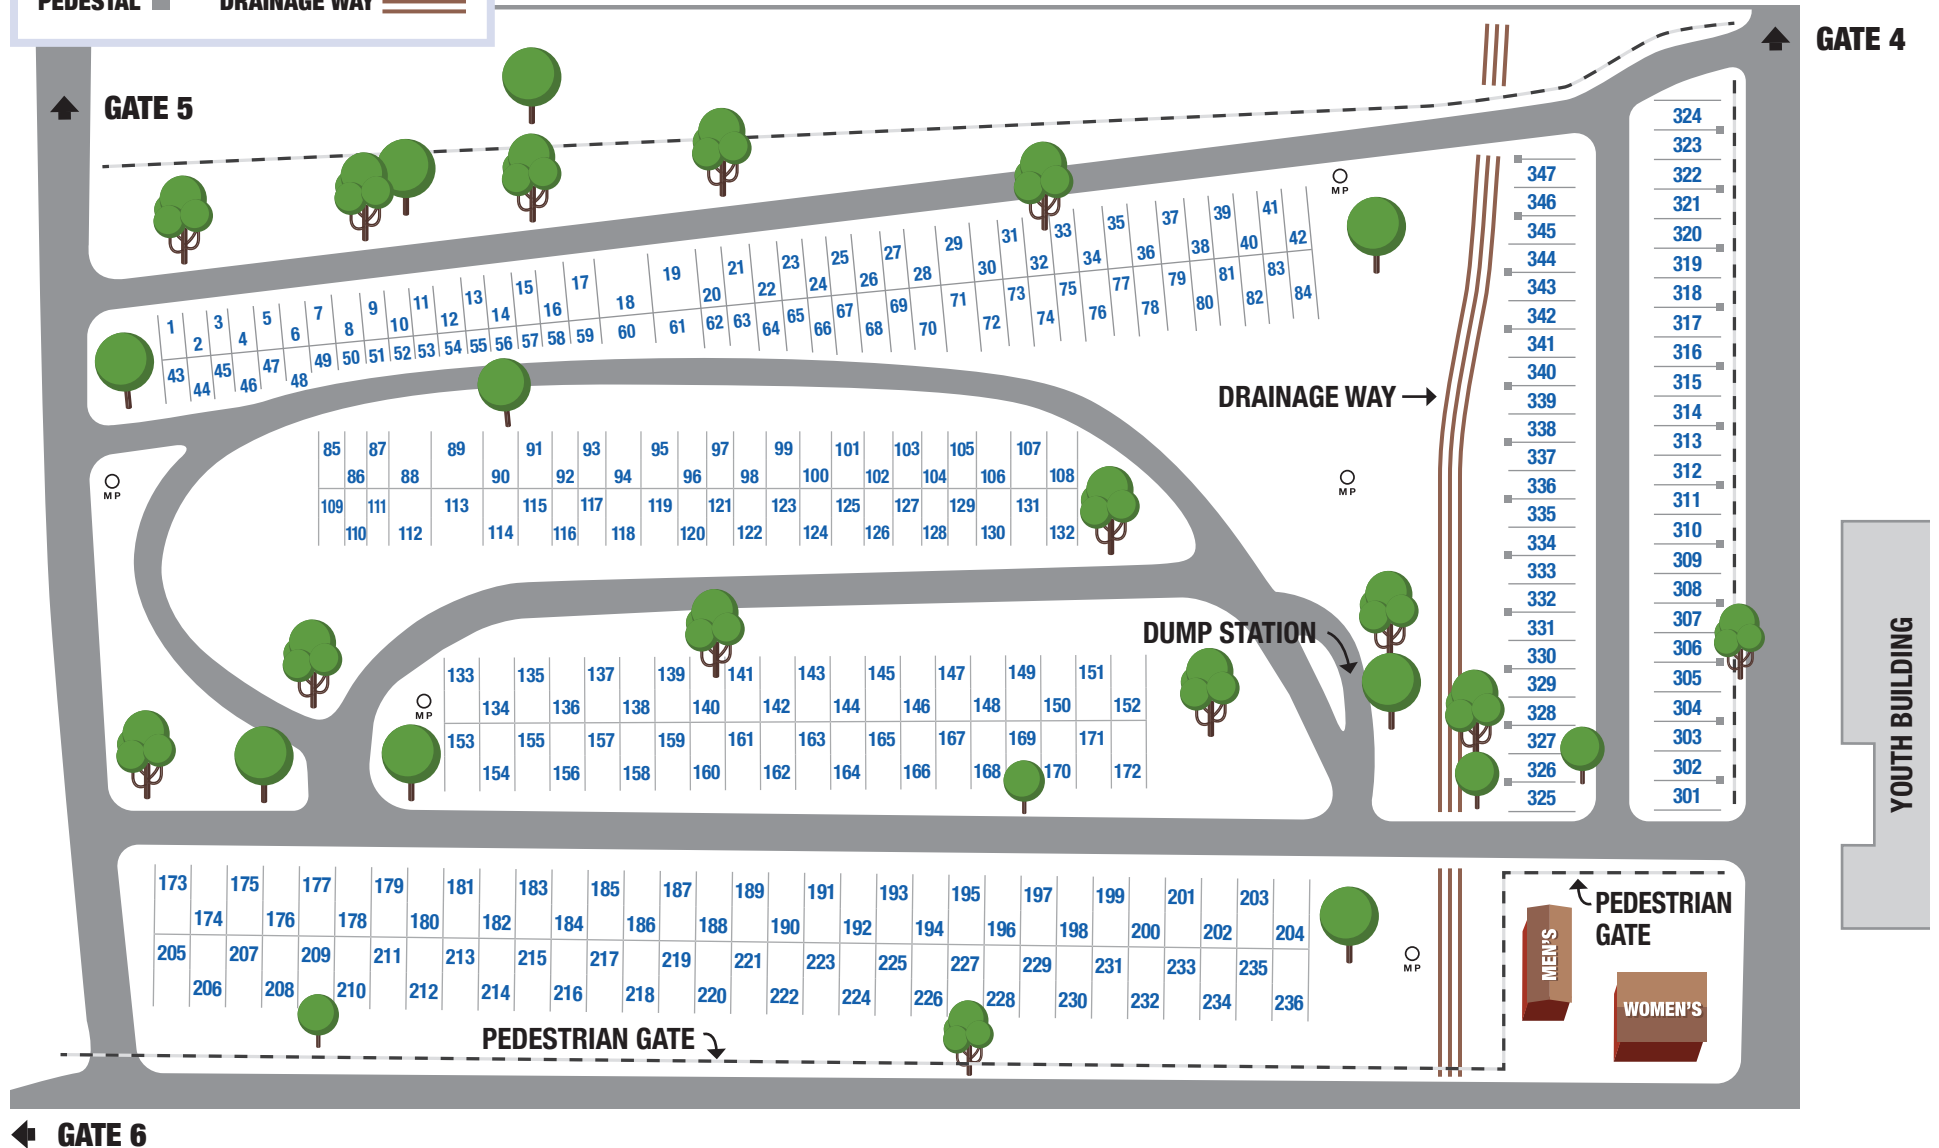 PEDESTAL DRAINAGE WAY
GATE 4
GATE 5
1 2 3 4 5 6 7 8 9 10 11 12 13 14 15 16 17 18 19 20 21 22 23 24 25 26 27 28 29 30 31 32 33 34 35 36 37 38 39 40 41 42
43 44 45 46 47 48 49 50 51 52 53 54 55 56 57 58 59 60 61 62 63 64 65 66 67 68 69 70 71 72 73 74 75 76 77 78 79 80 81 82 83 84
MP
DRAINAGE WAY
MP
MP
85 86 87 88 89 90 91 92 93 94 95 96 97 98 99 100 101 102 103 104 105 106 107 108
109 110 111 112 113 114 115 116 117 118 119 120 121 122 123 124 125 126 127 128 129 130 131 132
DUMP STATION
MP
133 134 135 136 137 138 139 140 141 142 143 144 145 146 147 148 149 150 151 152
153 154 155 156 157 158 159 160 161 162 163 164 165 166 167 168 169 170 171 172
347
346
345
344
343
342
341
340
339
338
337
336
335
334
333
332
331
330
329
328
327
326
325
324
323
322
321
320
319
318
317
316
315
314
313
312
311
310
309
308
307
306
305
304
303
302
301
YOUTH BUILDING
173 174 175 176 177 178 179 180 181 182 183 184 185 186 187 188 189 190 191 192 193 194 195 196 197 198 199 200 201 202 203 204
205 206 207 208 209 210 211 212 213 214 215 216 217 218 219 220 221 222 223 224 225 226 227 228 229 230 231 232 233 234 235 236
MP
PEDESTRIAN
GATE
MEN'S
WOMEN'S
PEDESTRIAN GATE
GATE 6